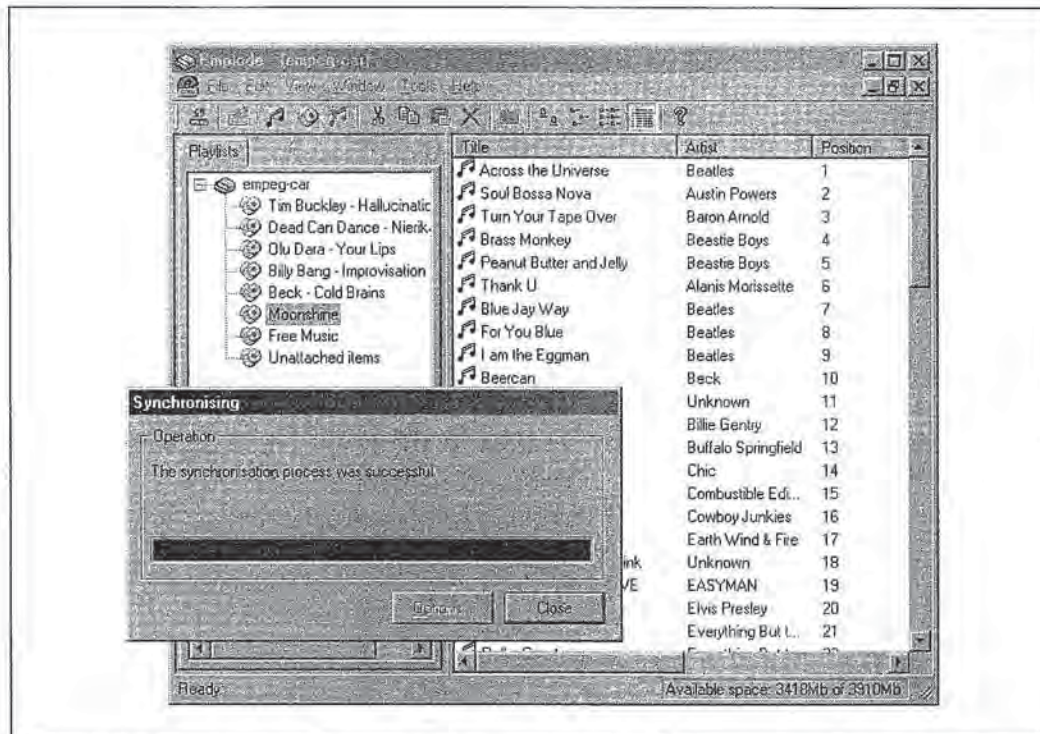 Emplode - [empeg-car]
File Edit View Window Tools Help
Playlists
empeg-car
Tim Buckley - Hallucinatic
Dead Can Dance - Nierik
Olu Dara - Your Lips
Billy Bang - Improvisation
Beck - Cold Brains
Moonshine
Free Music
Unattached items
Title Artist Position
Across the Universe Beatles 1
Soul Bossa Nova Austin Powers 2
Turn Your Tape Over Baron Arnold 3
Brass Monkey Beastie Boys 4
Peanut Butter and Jelly Beastie Boys 5
Thank U Alanis Morissette 6
Blue Jay Way Beatles 7
For You Blue Beatles 8
I am the Eggman Beatles 9
Beercan Beck 10
Unknown 11
Billie Gentry 12
Buffalo Springfield 13
Chic 14
Combustible Edi... 15
Cowboy Junkies 16
Earth Wind & Fire 17
ink Unknown 18
VE EASYMAN 19
Elvis Presley 20
Everything But t... 21
Synchronising
Operation
The synchronisation process was successful
Close
Ready
Available space: 3418Mb of 3910Mb